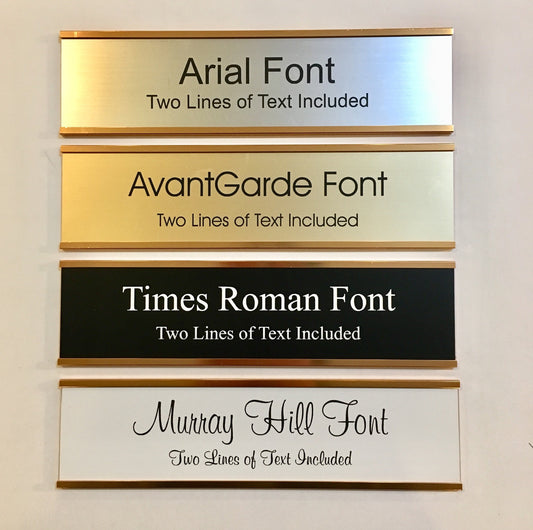 Arial Font
Two Lines of Text Included
AvantGarde Font
Two Lines of Text Included
Times Roman Font
Two Lines of Text Included
Murray Hill Font
Two Lines of Text Included